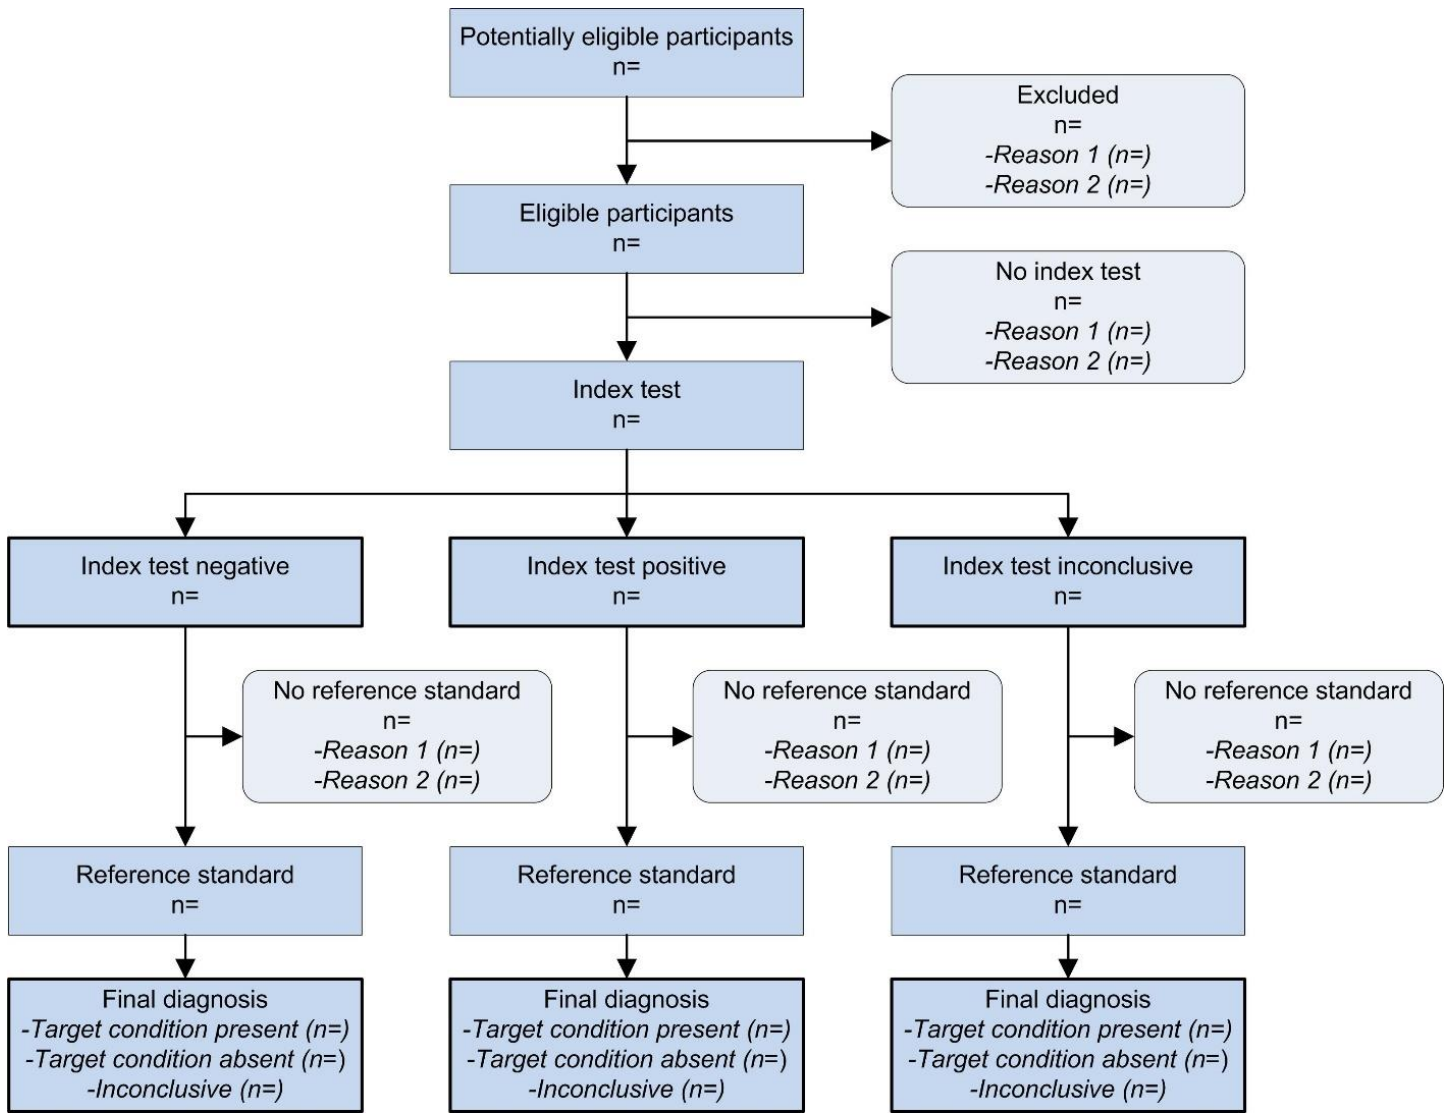 Potentially eligible participants
n=
Excluded
n=
-Reason 1 (n=)
-Reason 2 (n=)
Eligible participants
n=
No index test
n=
-Reason 1 (n=)
-Reason 2 (n=)
Index test
n=
Index test negative
n=
Index test positive
n=
Index test inconclusive
n=
No reference standard
n=
-Reason 1 (n=)
-Reason 2 (n=)
No reference standard
n=
-Reason 1 (n=)
-Reason 2 (n=)
No reference standard
n=
-Reason 1 (n=)
-Reason 2 (n=)
Reference standard
n=
Reference standard
n=
Reference standard
n=
Final diagnosis
-Target condition present (n=)
-Target condition absent (n=)
-Inconclusive (n=)
Final diagnosis
-Target condition present (n=)
-Target condition absent (n=)
-Inconclusive (n=)
Final diagnosis
-Target condition present (n=)
-Target condition absent (n=)
-Inconclusive (n=)